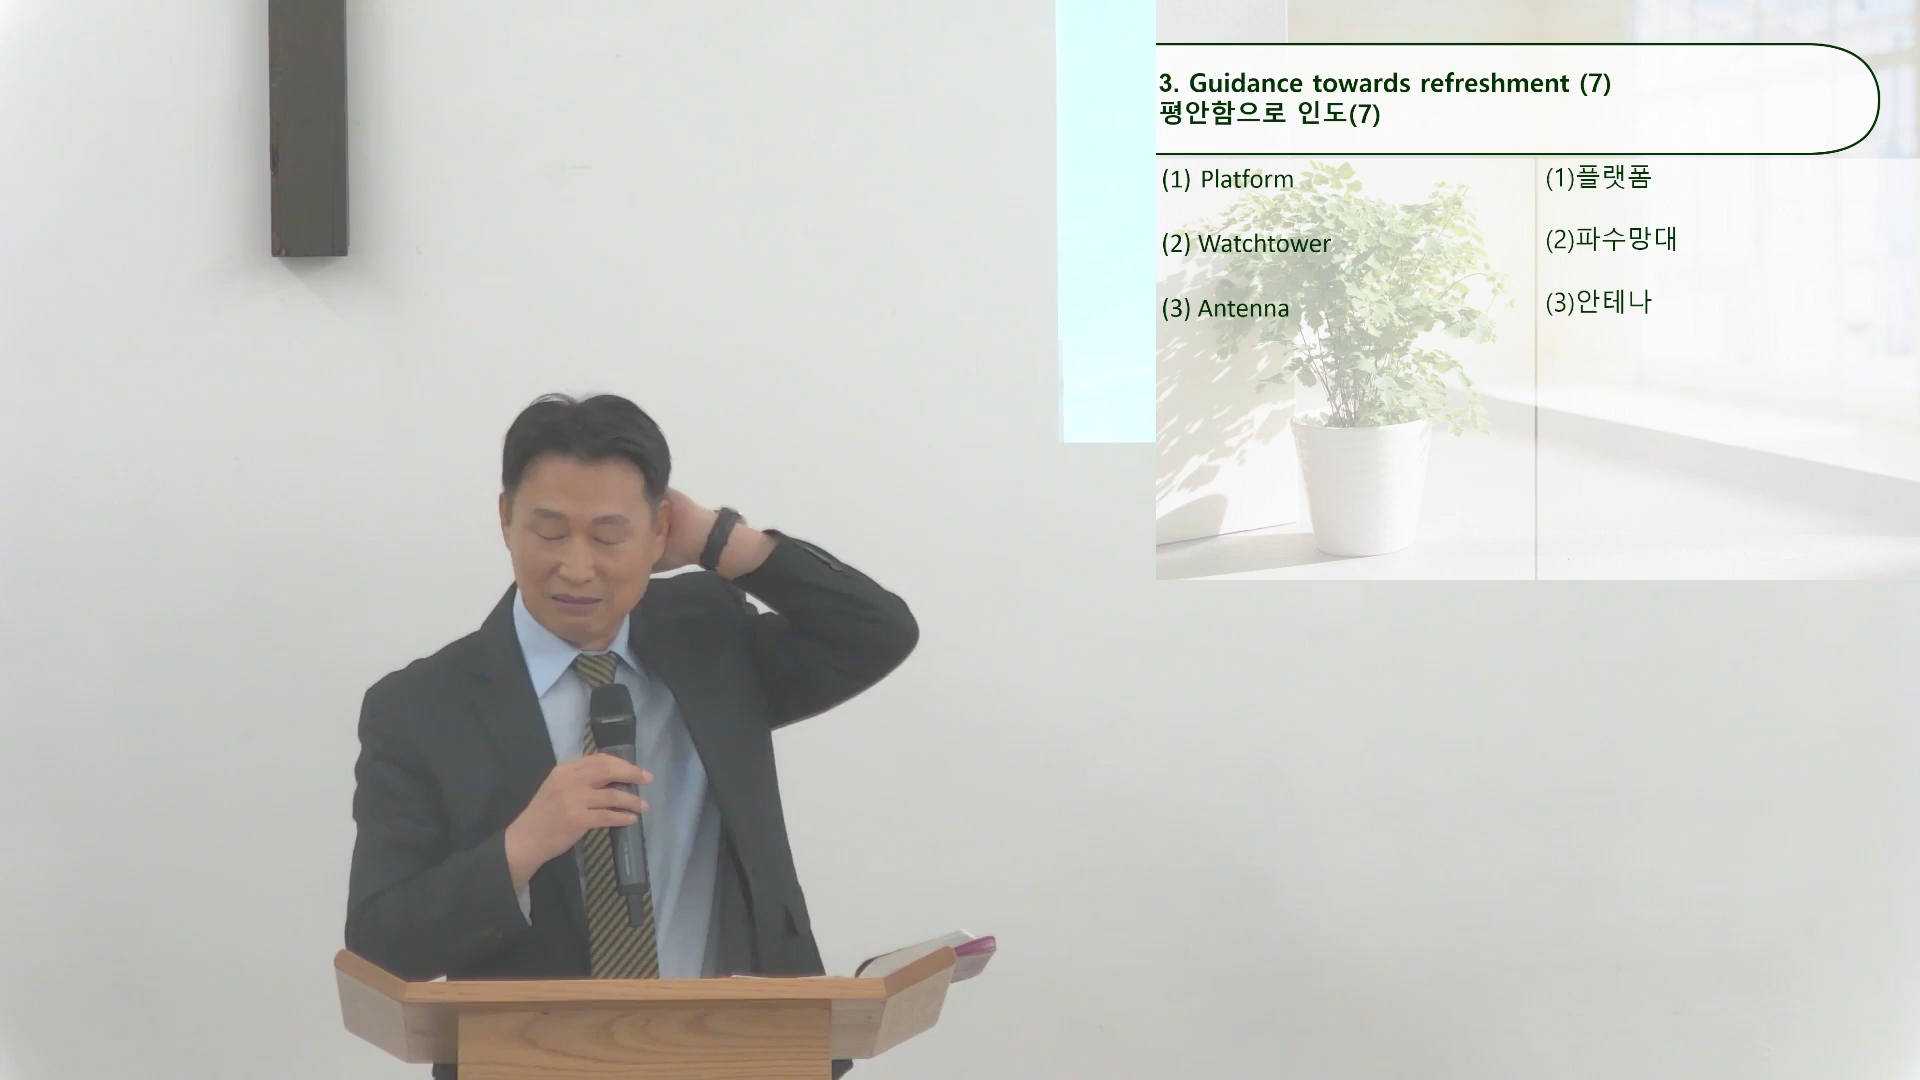 3. Guidance towards refreshment (7)
평안함으로 인도(7)
(1) Platform
(2) Watchtower
(3) Antenna
(1)플랫폼
(2)파수망대
(3)안테나